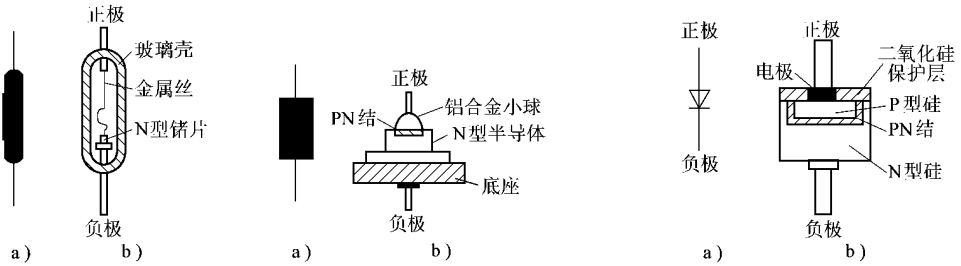 正极
玻璃壳
金属丝
N型锗片
负极
a)
b)
正极
铝合金小球
PN结
N型半导体
底座
负极
a)
b)
正极
负极
a)
正极
二氧化硅
保护层
电极
P型硅
PN结
N型硅
负极
b)